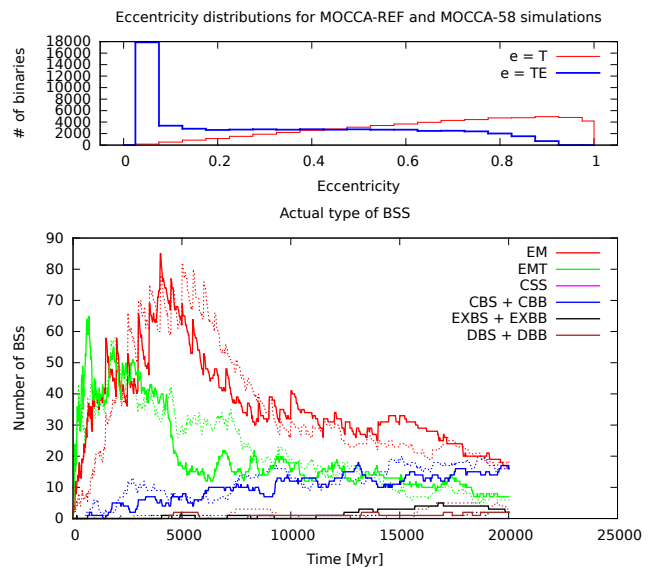 Eccentricity distributions for MOCCA-REF and MOCCA-58 simulations
18000
16000
14000
12000
10000
8000
6000
4000
2000
0
# of binaries
e = T
e = TE
0 0.2 0.4 0.6 0.8 1
Eccentricity
Actual type of BSS
90
80
70
60
50
40
30
20
10
0
Number of BSs
EM
EMT
CSS
CBS + CBB
EXBS + EXBB
DBS + DBB
0 5000 10000 15000 20000 25000
Time [Myr]